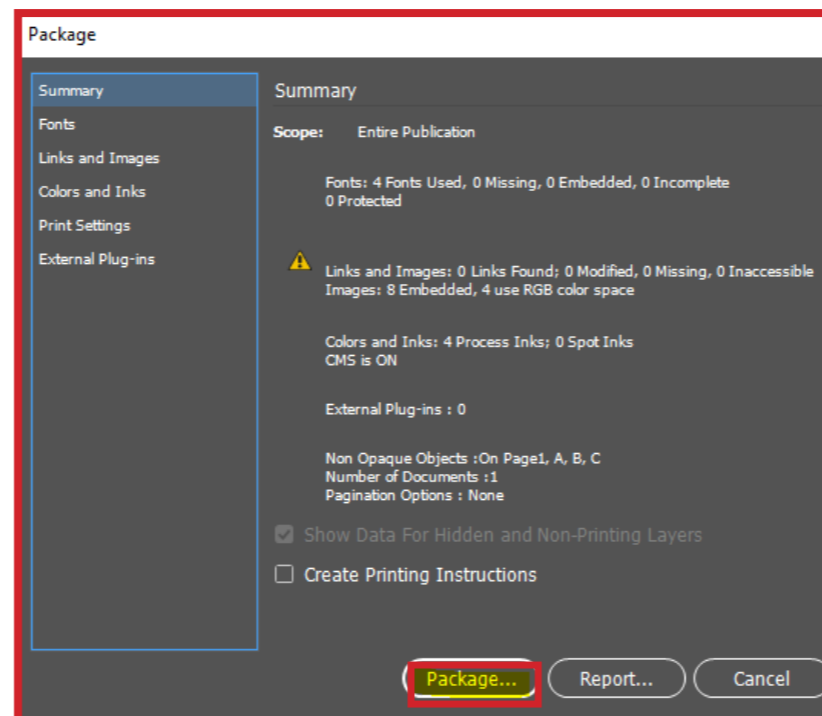 Package
Summary
Fonts
Links and Images
Colors and Inks
Print Settings
External Plug-ins
Summary
Scope: Entire Publication
Fonts: 4 Fonts Used, 0 Missing, 0 Embedded, 0 Incomplete
0 Protected
Links and Images: 0 Links Found; 0 Modified, 0 Missing, 0 Inaccessible
Images: 8 Embedded, 4 use RGB color space
Colors and Inks: 4 Process Inks; 0 Spot Inks
CMS is ON
External Plug-ins : 0
Non Opaque Objects :On Page1, A, B, C
Number of Documents :1
Pagination Options : None
Show Data For Hidden and Non-Printing Layers
Create Printing Instructions
Package... Report... Cancel